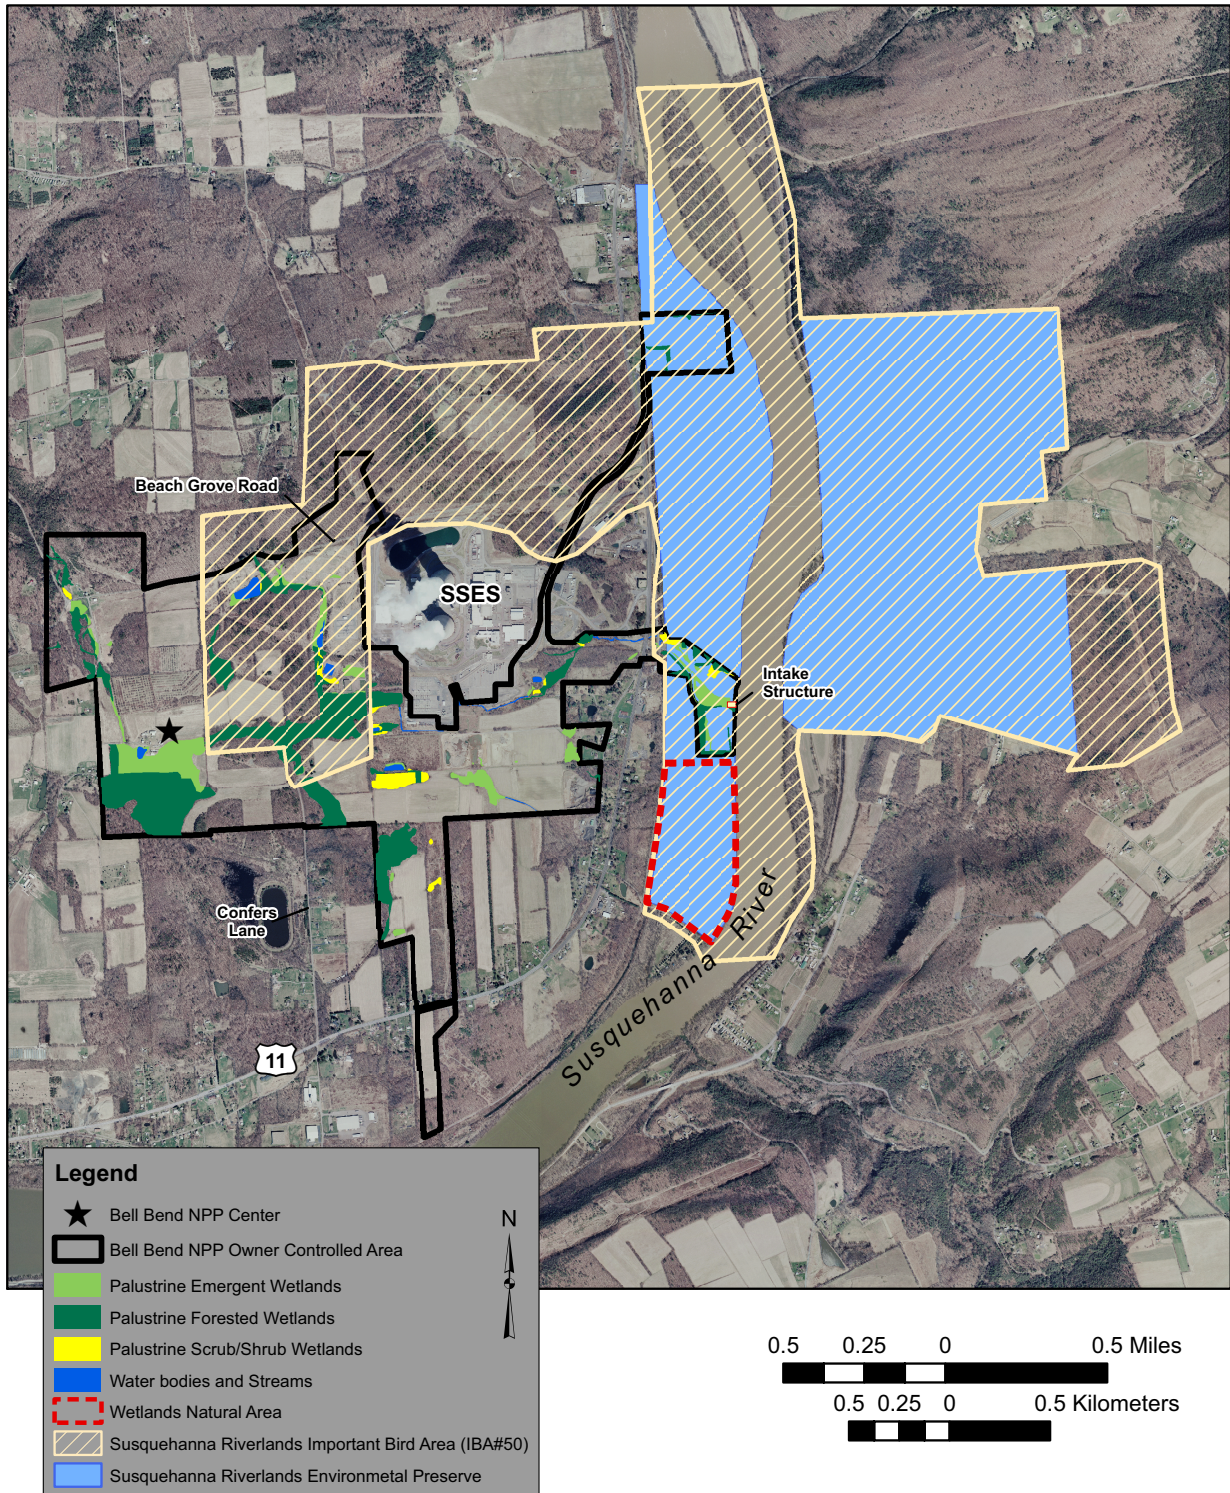 Beach Grove Road
SSES
Intake
Structure
Confers
Lane
Susquehanna River
11
Legend
Bell Bend NPP Center
Bell Bend NPP Owner Controlled Area
Palustrine Emergent Wetlands
Palustrine Forested Wetlands
Palustrine Scrub/Shrub Wetlands
Water bodies and Streams
Wetlands Natural Area
Susquehanna Riverlands Important Bird Area (IBA#50)
Susquehanna Riverlands Environmetal Preserve
N
0.5 0.25 0 0.5 Miles
0.5 0.25 0 0.5 Kilometers